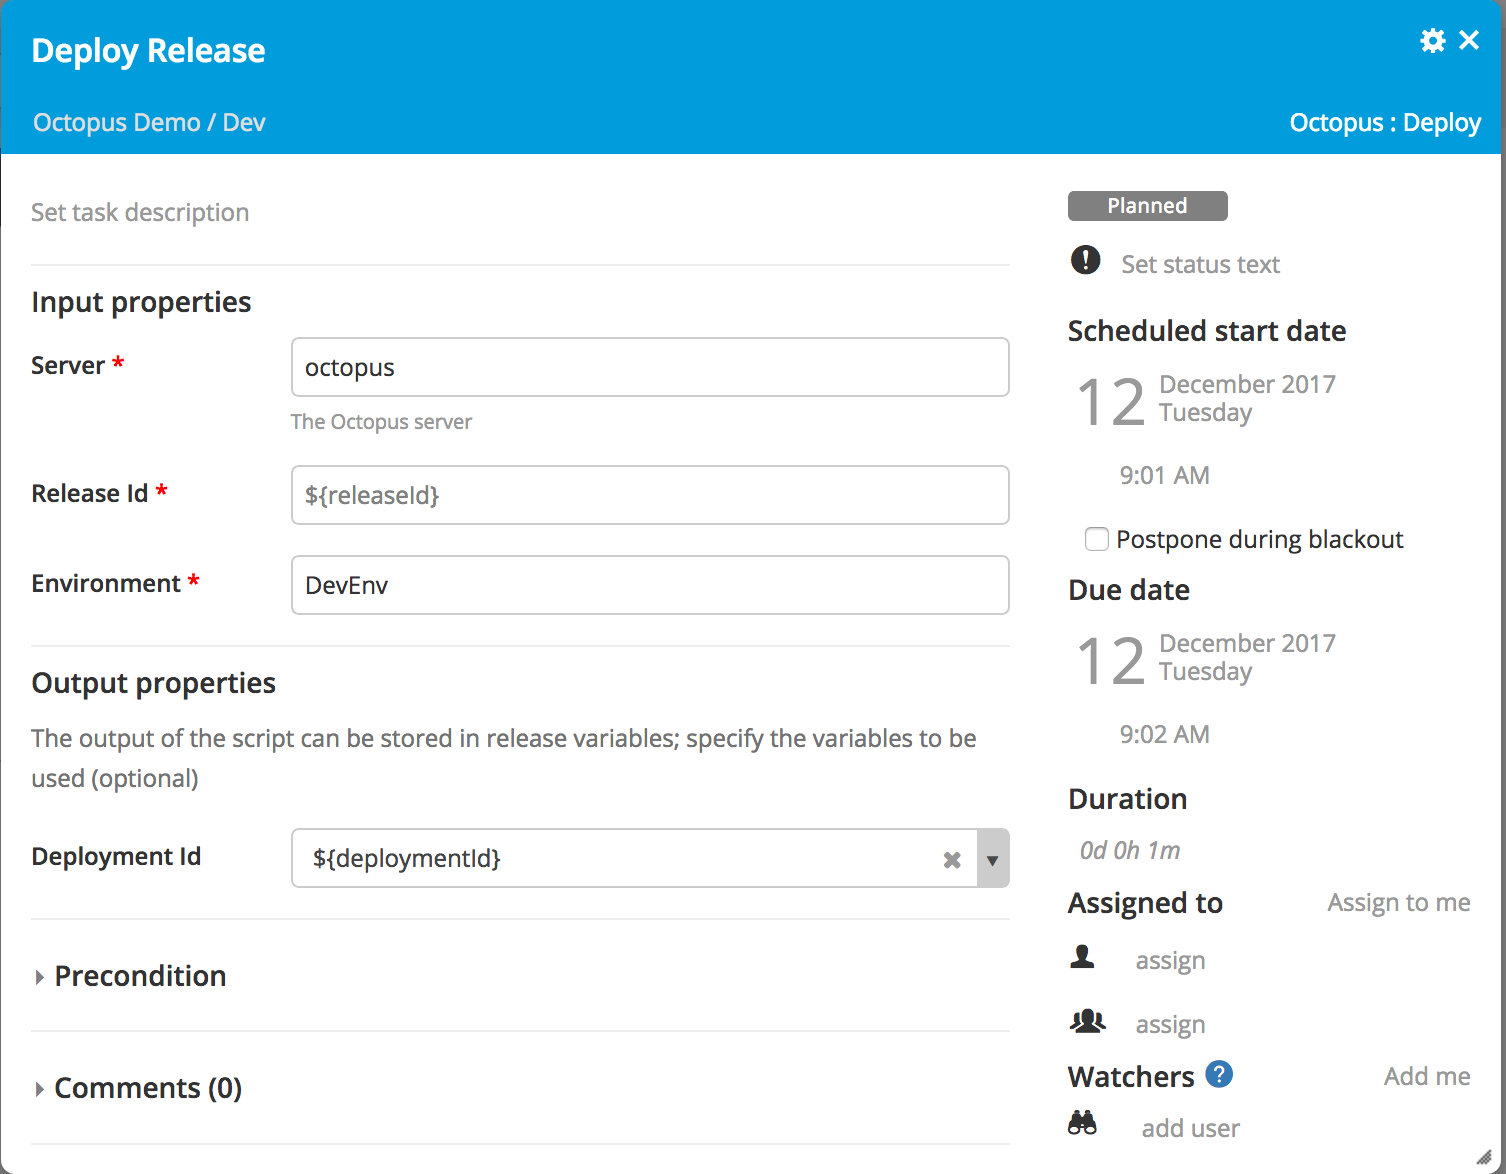 Deploy Release
Octopus Demo / Dev
Octopus : Deploy
Set task description
Input properties
Server *
octopus
The Octopus server
Release Id *
${releaseId}
Environment *
DevEnv
Output properties
The output of the script can be stored in release variables; specify the variables to be
used (optional)
Deployment Id
${deploymentId}
Precondition
Comments (0)
Planned
Set status text
Scheduled start date
12
December 2017
Tuesday
9:01 AM
Postpone during blackout
Due date
12
December 2017
Tuesday
9:02 AM
Duration
0d 0h 1m
Assigned to
Assign to me
assign
assign
Watchers ?
Add me
add user